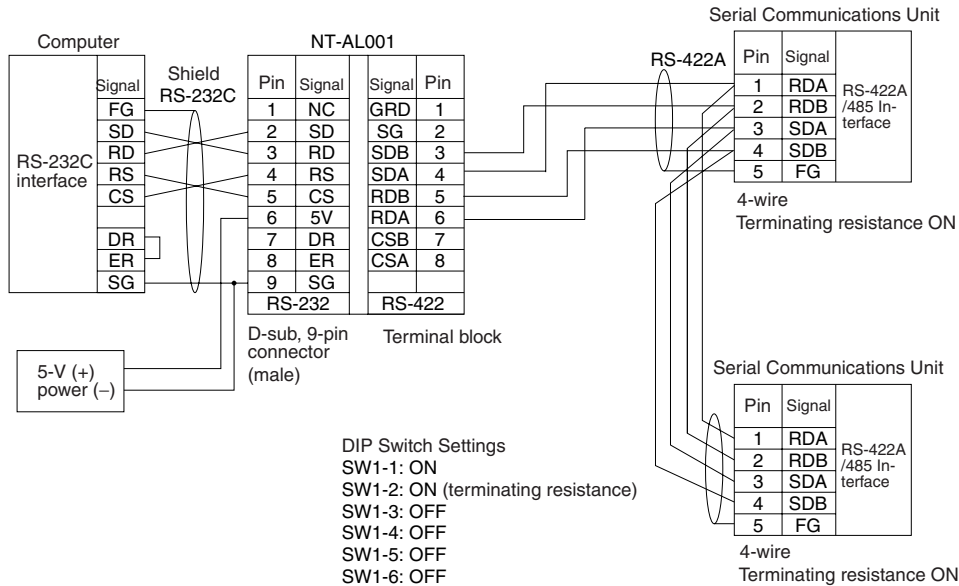 Serial Communications Unit
Computer
NT-AL001
RS-422A
Pin Signal
1 RDA
2 RDB
3 SDA
4 SDB
5 FG
RS-422A
/485 In-
terface
4-wire
Terminating resistance ON
Shield
RS-232C
RS-232C
interface
Signal
FG
SD
RD
RS
CS
DR
ER
SG
Pin Signal
1 NC
2 SD
3 RD
4 RS
5 CS
6 5V
7 DR
8 ER
9 SG
RS-232
Signal Pin
GRD 1
SG 2
SDB 3
SDA 4
RDB 5
RDA 6
CSB 7
CSA 8
RS-422
D-sub, 9-pin
connector
(male)
Terminal block
5-V (+)
power (–)
Serial Communications Unit
Pin Signal
1 RDA
2 RDB
3 SDA
4 SDB
5 FG
RS-422A
/485 In-
terface
4-wire
Terminating resistance ON
DIP Switch Settings
SW1-1: ON
SW1-2: ON (terminating resistance)
SW1-3: OFF
SW1-4: OFF
SW1-5: OFF
SW1-6: OFF